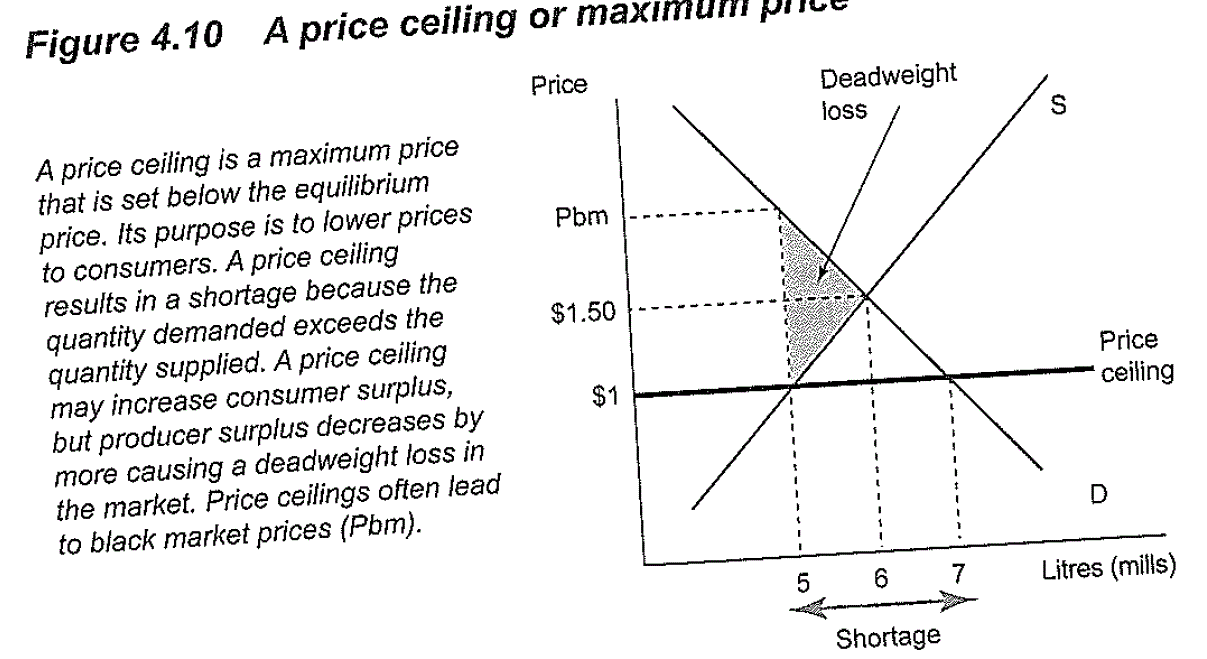 Figure 4.10 A price ceiling or maximum price
A price ceiling is a maximum price
that is set below the equilibrium
price. Its purpose is to lower prices
to consumers. A price ceiling
results in a shortage because the
quantity demanded exceeds the
quantity supplied. A price ceiling
may increase consumer surplus,
but producer surplus decreases by
more causing a deadweight loss in
the market. Price ceilings often lead
to black market prices (Pbm).
Price
Deadweight
loss
S
Pbm
$1.50
Price
ceiling
$1
D
5 6 7
Litres (mills)
Shortage